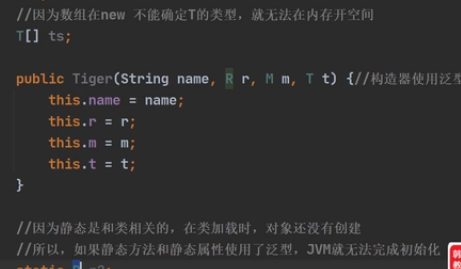 //因为数组在new 不能确定T的类型，就无法在内存开空间
T[] ts;
public Tiger(String name, R r, M m, T t) {//构造器使用泛型
this.name = name;
this.r = r;
this.m = m;
this.t = t;
}
//因为静态是和类相关的，在类加载时，对象还没有创建
//所以，如果静态方法和静态属性使用了泛型，JVM就无法完成初始化
static R r2;